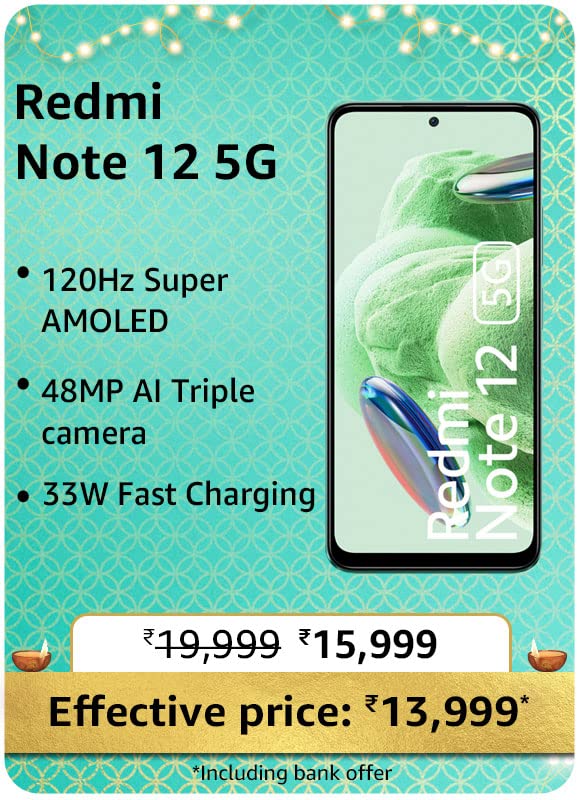 Redmi
Note 12 5G
• 120Hz Super
AMOLED
• 48MP AI Triple
camera
• 33W Fast Charging
Redmi
Note 12 5G
₹19,999 ₹15,999
Effective price: ₹13,999*
*Including bank offer